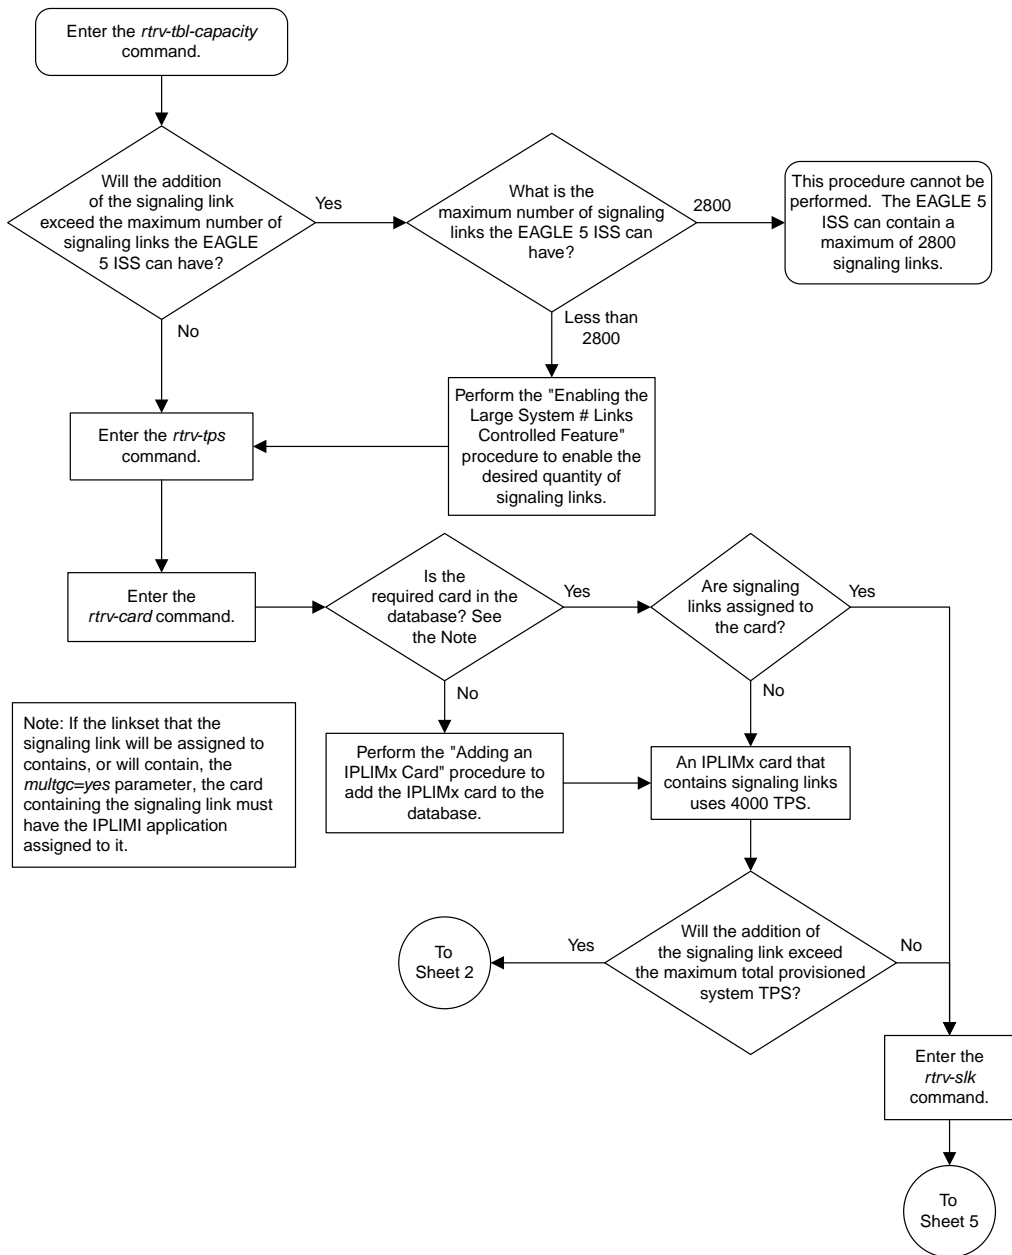 Enter the rtrv-tbl-capacity
command.
Will the addition
of the signaling link
exceed the maximum number of
signaling links the EAGLE
5 ISS can have?
Yes
What is the
maximum number of signaling
links the EAGLE 5 ISS can
have?
2800
This procedure cannot be
performed.  The EAGLE 5
ISS can contain a
maximum of 2800
signaling links.
No
Less than
2800
Enter the rtrv-tps
command.
Perform the "Enabling the
Large System # Links
Controlled Feature"
procedure to enable the
desired quantity of
signaling links.
Enter the
rtrv-card command.
Is the
required card in the
database? See
the Note
Yes
Are signaling
links assigned to
the card?
Yes
No
No
Note: If the linkset that the
signaling link will be assigned to
contains, or will contain, the
multgc=yes parameter, the card
containing the signaling link must
have the IPLIMI application
assigned to it.
Perform the "Adding an
IPLIMx Card" procedure to
add the IPLIMx card to the
database.
An IPLIMx card that
contains signaling links
uses 4000 TPS.
Will the addition of
the signaling link exceed
the maximum total provisioned
system TPS?
Yes
No
To
Sheet 2
Enter the
rtrv-slk
command.
To
Sheet 5